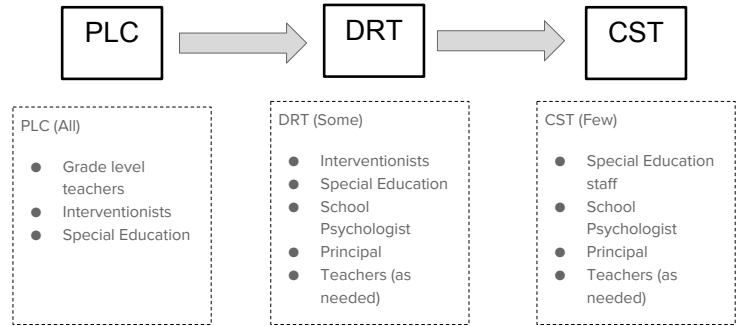 PLC
DRT
CST
PLC (All)
● Grade level
teachers
● Interventionists
● Special Education
DRT (Some)
● Interventionists
● Special Education
● School
Psychologist
● Principal
● Teachers (as
needed)
CST (Few)
● Special Education
staff
● School
Psychologist
● Principal
● Teachers (as
needed)